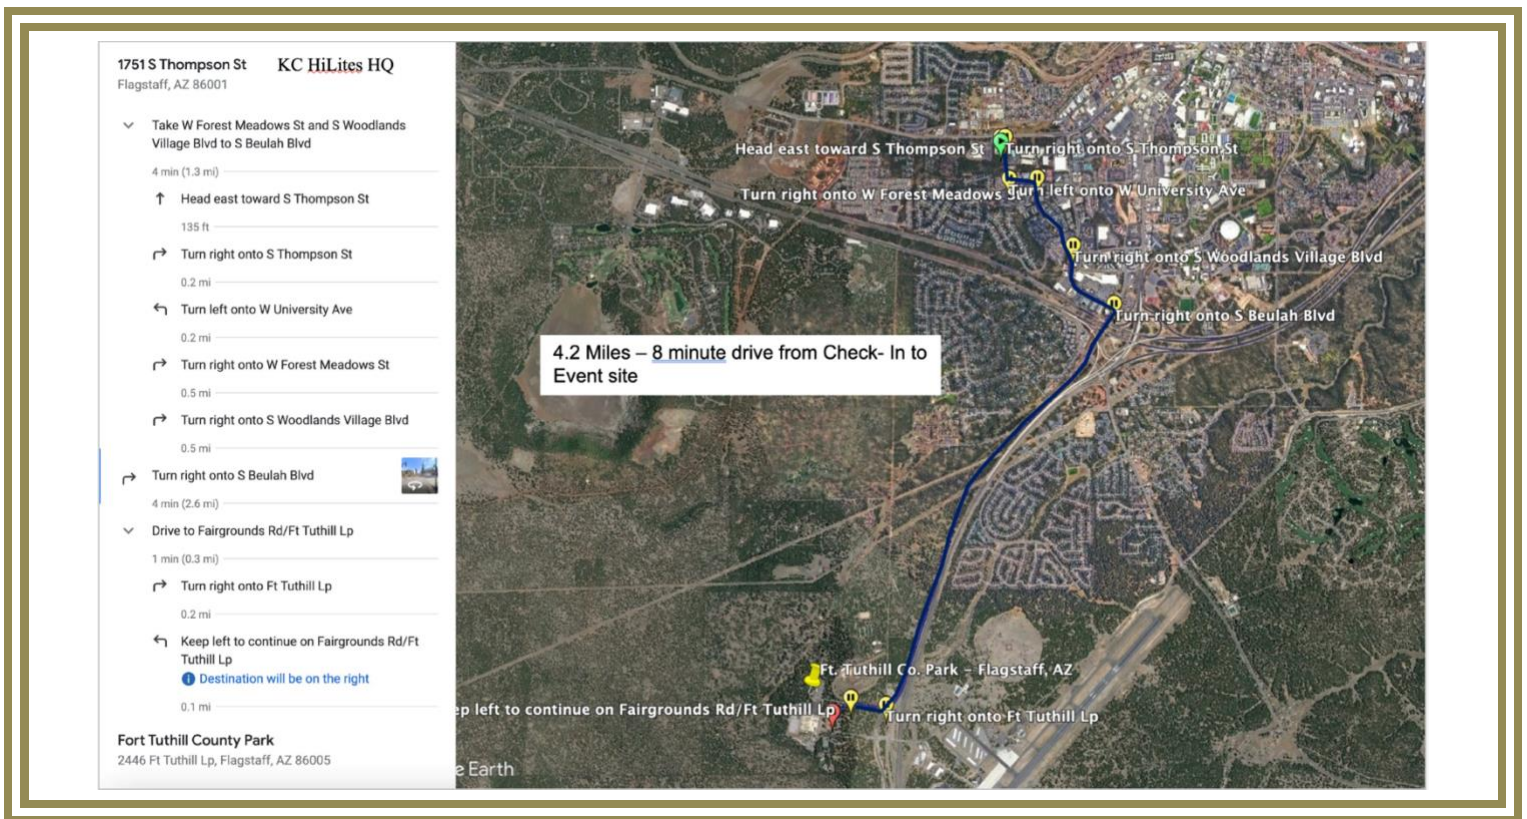 1751 S Thompson St KC HiLites HQ
Flagstaff, AZ 86001
Take W Forest Meadows St and S Woodlands
Village Blvd to S Beulah Blvd
4 min (1.3 mi)
Head east toward S Thompson St
135 ft
Turn right onto S Thompson St
0.2 mi
Turn left onto W University Ave
0.2 mi
Turn right onto W Forest Meadows St
0.5 mi
Turn right onto S Woodlands Village Blvd
0.5 mi
Turn right onto S Beulah Blvd
4 min (2.6 mi)
Drive to Fairgrounds Rd/Ft Tuthill Lp
1 min (0.3 mi)
Turn right onto Ft Tuthill Lp
0.2 mi
Keep left to continue on Fairgrounds Rd/Ft
Tuthill Lp
Destination will be on the right
0.1 mi
Fort Tuthill County Park
2446 Ft Tuthill Lp, Flagstaff, AZ 86005
Head east toward S Thompson St
Turn right onto S Thompson St
Turn right onto W Forest Meadows St
Turn left onto W University Ave
Turn right onto S Woodlands Village Blvd
Turn right onto S Beulah Blvd
4.2 Miles – 8 minute drive from Check- In to
Event site
Ft. Tuthill Co. Park – Flagstaff, AZ
ep left to continue on Fairgrounds Rd/Ft Tuthill Lp
Turn right onto Ft Tuthill Lp
e Earth